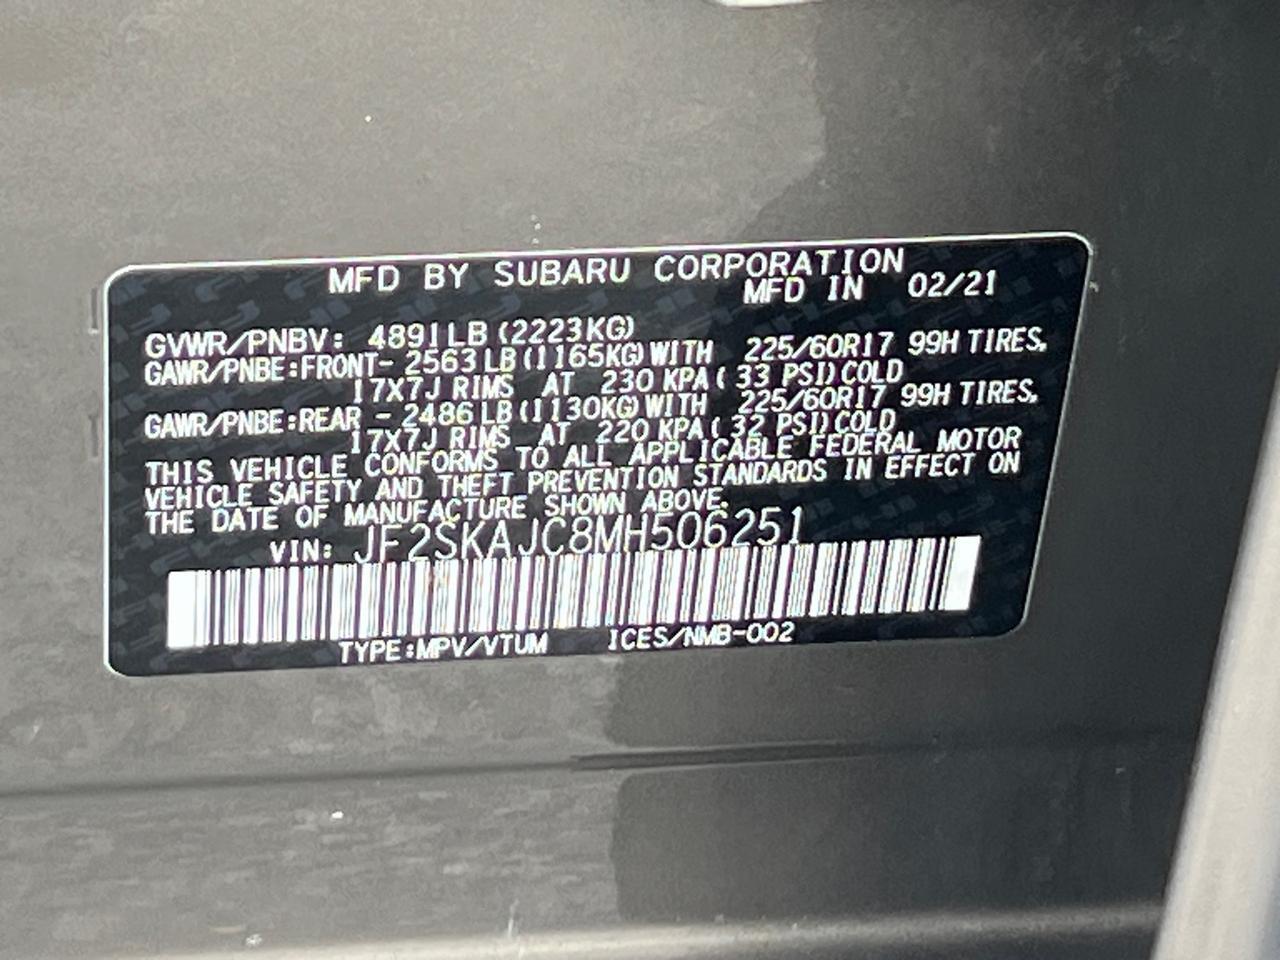 MFD BY SUBARU CORPORATION
MFD IN 02/21
GVWR/PNBV: 4891LB (2223KG)
GAWR/PNBE:FRONT- 2563LB (1165KG) WITH 225/60R17 99H TIRES,
17X7J RIMS AT 230 KPA ( 33 PSI) COLD
GAWR/PNBE:REAR - 2486LB (1130KG) WITH 225/60R17 99H TIRES,
17X7J RIMS AT 220 KPA ( 32 PSI) COLD
THIS VEHICLE CONFORMS TO ALL APPLICABLE FEDERAL MOTOR
VEHICLE SAFETY AND THEFT PREVENTION STANDARDS IN EFFECT ON
THE DATE OF MANUFACTURE SHOWN ABOVE.
VIN: JF2SKAJC8MH506251
TYPE:MPV/VTUM ICES/NMB-002